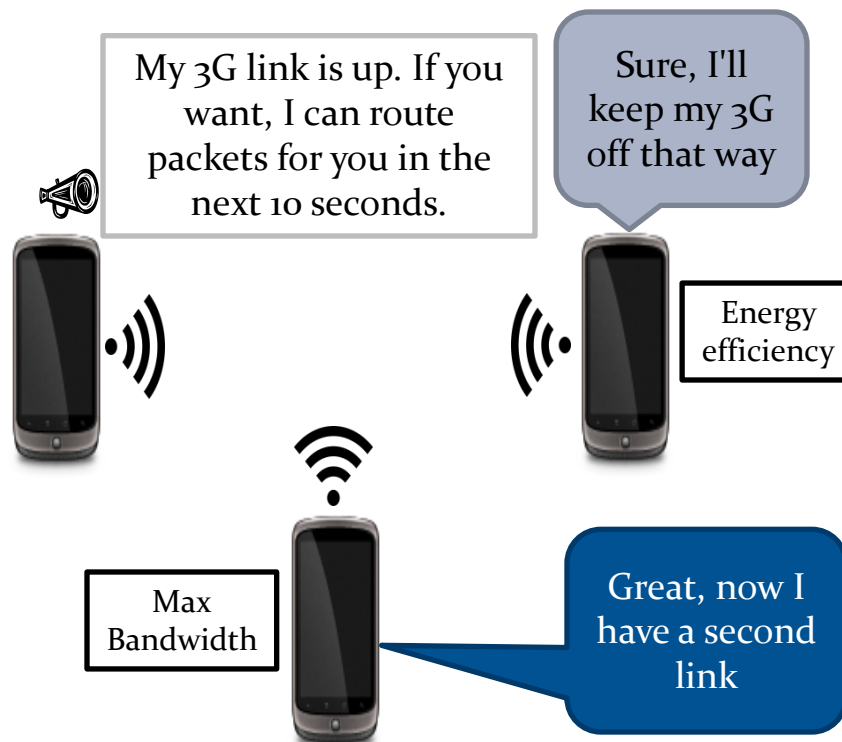 My 3G link is up. If you
want, I can route
packets for you in the
next 10 seconds.
Sure, I'll
keep my 3G
off that way
Energy
efficiency
Max
Bandwidth
Great, now I
have a second
link